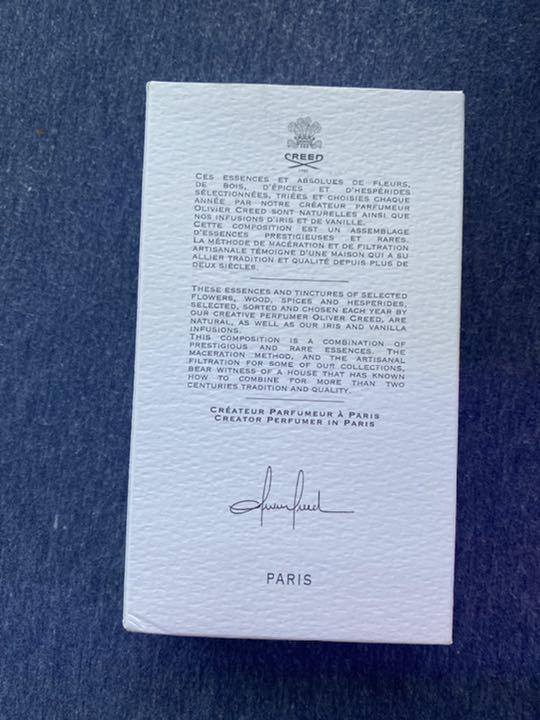 CREED
CES ESSENCES ET ABSOLUES DE FLEURS,
DE BOIS, D'ÉPICES ET D'HESPÉRIDES
SÉLECTIONNÉES, TRIÉES ET CHOISIES CHAQUE
ANNÉE PAR NOTRE CRÉATEUR PARFUMEUR
OLIVIER CREED SONT NATURELLES AINSI QUE
NOS INFUSIONS D'IRIS ET DE VANILLE.
CETTE COMPOSITION EST UN ASSEMBLAGE
D'ESSENCES PRESTIGIEUSES ET RARES.
LA MÉTHODE DE MACÉRATION ET DE FILTRATION
ARTISANALE TÉMOIGNE D'UNE MAISON QUI A SU
ALLIER TRADITION ET QUALITÉ DEPUIS PLUS DE
DEUX SIÈCLES.
THESE ESSENCES AND TINCTURES OF SELECTED
FLOWERS, WOOD, SPICES AND HESPERIDES,
SELECTED, SORTED AND CHOSEN EACH YEAR BY
OUR CREATIVE PERFUMER OLIVER CREED, ARE
NATURAL, AS WELL AS OUR IRIS AND VANILLA
INFUSIONS.
THIS COMPOSITION IS A COMBINATION OF
PRESTIGIOUS AND RARE ESSENCES. THE
MACERATION METHOD, AND THE ARTISANAL
FILTRATION FOR SOME OF OUR COLLECTIONS,
BEAR WITNESS OF A HOUSE THAT HAS KNOWN
HOW TO COMBINE FOR MORE THAN TWO
CENTURIES TRADITION AND QUALITY.
CRÉATEUR PARFUMEUR À PARIS
CREATOR PERFUMER IN PARIS
PARIS